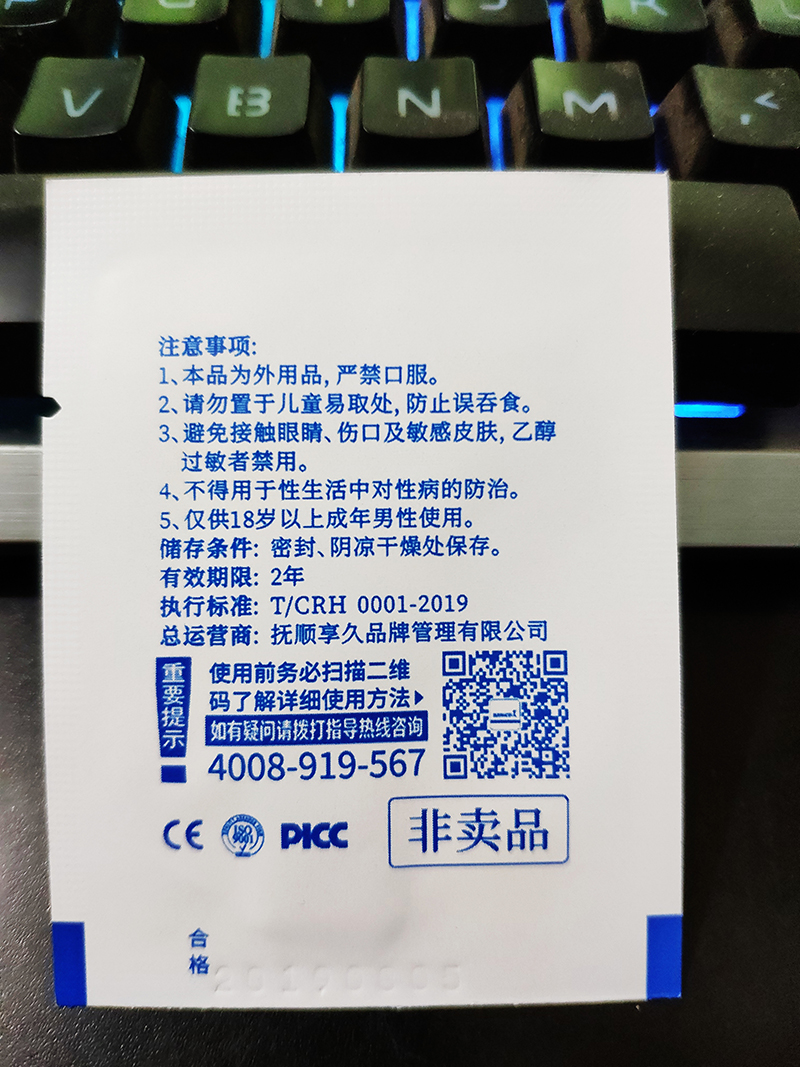 V B N M , <
注意事项:
1、本品为外用品, 严禁口服。
2、请勿置于儿童易取处, 防止误吞食。
3、避免接触眼睛、伤口及敏感皮肤, 乙醇
过敏者禁用。
4、不得用于性生活中对性病的防治。
5、仅供18岁以上成年男性使用。
储存条件: 密封、阴凉干燥处保存。
有效期限: 2年
执行标准: T/CRH 0001-2019
总运营商: 抚顺享久品牌管理有限公司
重要提示
使用前务必扫描二维
码了解详细使用方法
如有疑问请拨打指导热线咨询
4008-919-567
CE ISO 9001 PICC
非卖品
合格